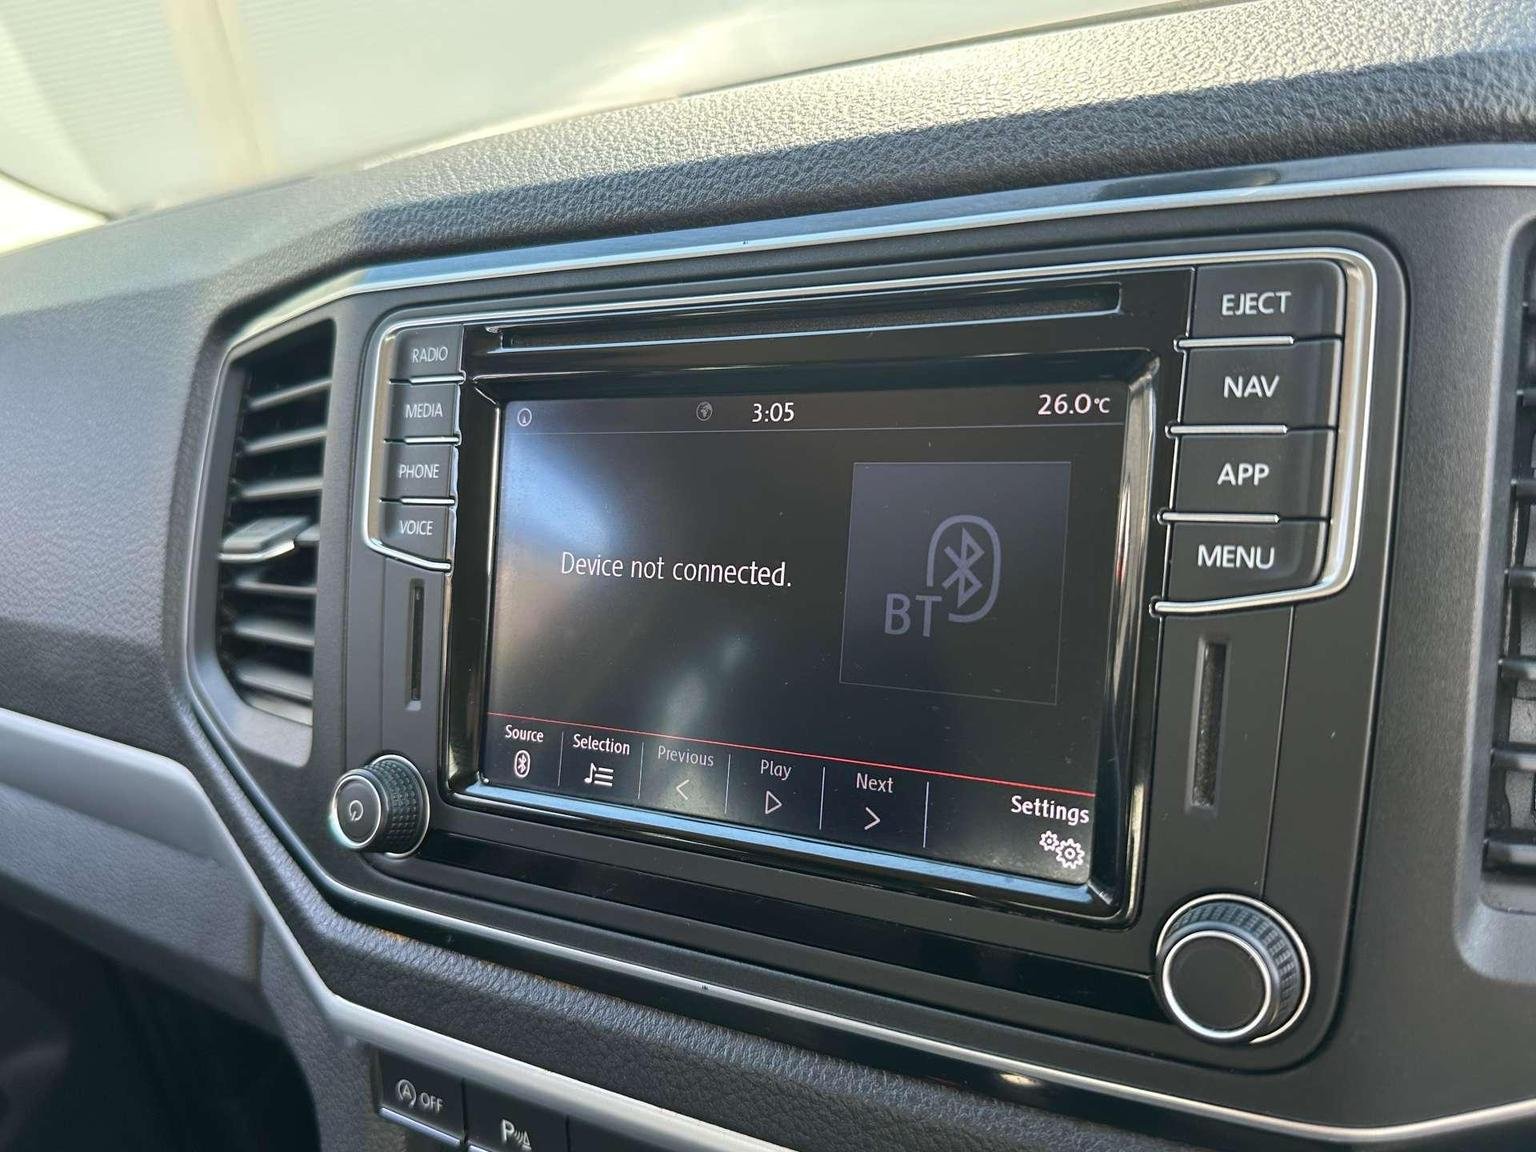 RADIO
MEDIA
PHONE
VOICE
EJECT
NAV
APP
MENU
3:05
26.0°C
Device not connected.
BT
Source
Selection
Previous
Play
Next
Settings
A OFF
P